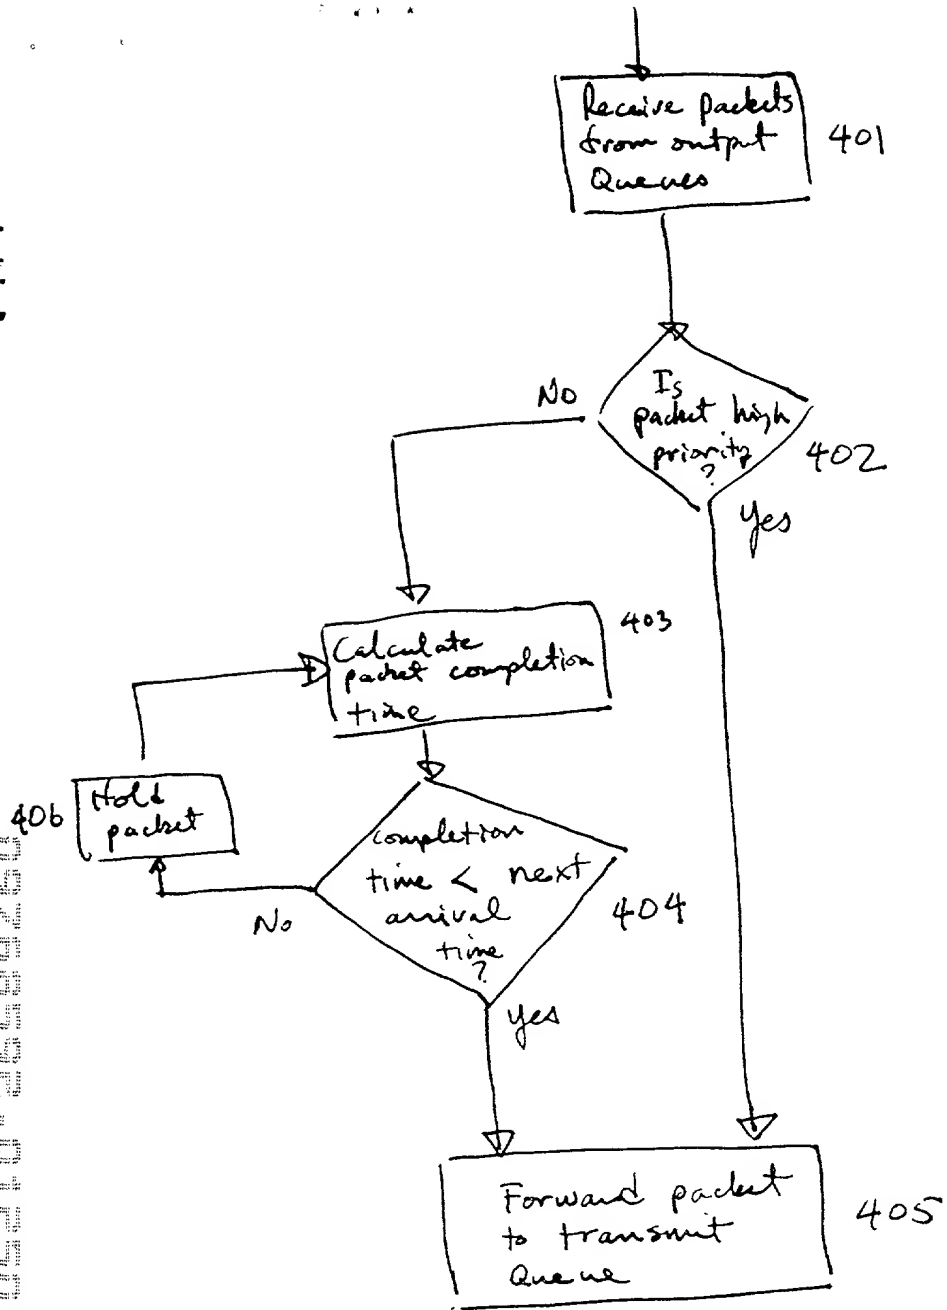 Receive packets
from output
Queues
401
Is
packet high
priority
?
402
No
Yes
403
Calculate
packet completion
time
406
Hold
packet
completion
time < next
arrival
time
?
404
No
Yes
Forward packet
to transmit
Queue
405